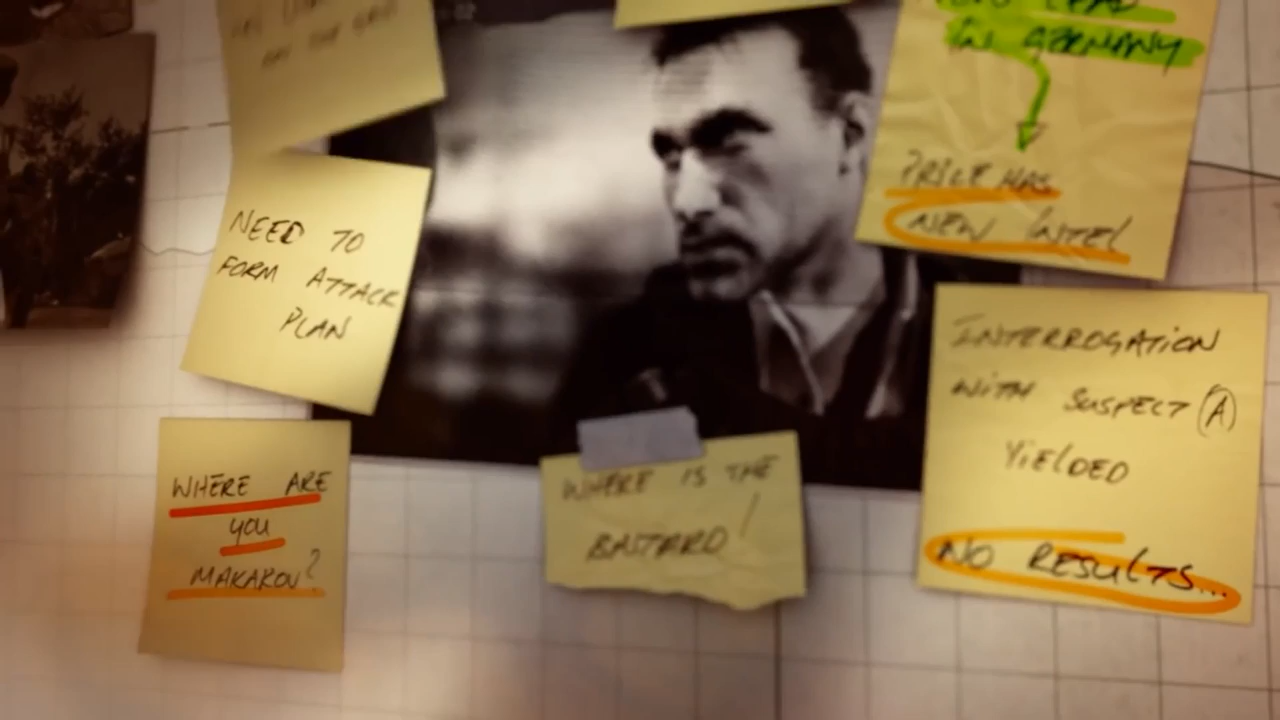 IN GERMANY
PRICE HAS
NEW INTEL
NEED TO
FORM ATTACK
PLAN
INTERROGATION
WITH SUSPECT (A)
YIELDED
NO RESULTS...
WHERE ARE
YOU
MAKAROV?
WHERE IS THE
BASTARD!